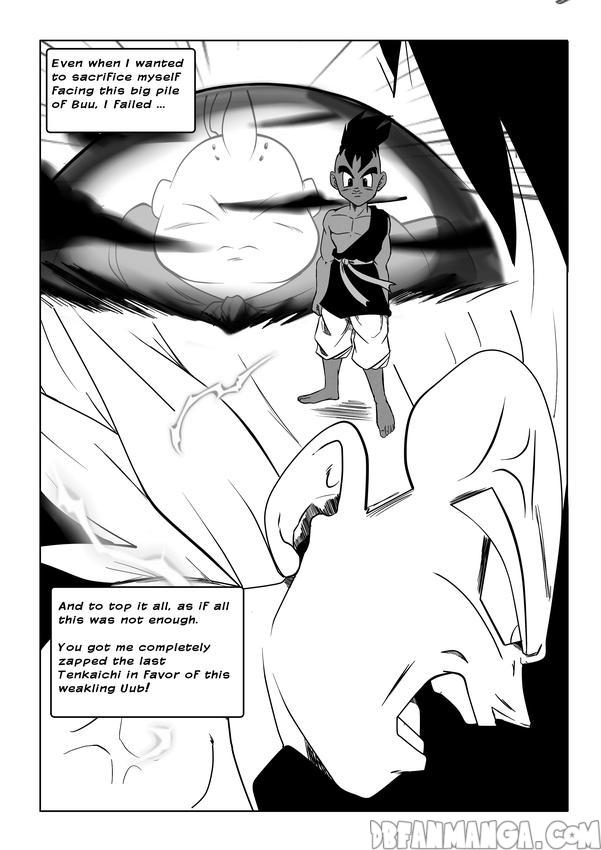 Even when I wanted
to sacrifice myself
facing this big pile
of Buu, I failed ...
And to top it all, as if all
this was not enough.
You got me completely
zapped the last
Tenkaichi in Favor of this
weakling Uub!
DBFANMANGA.COM